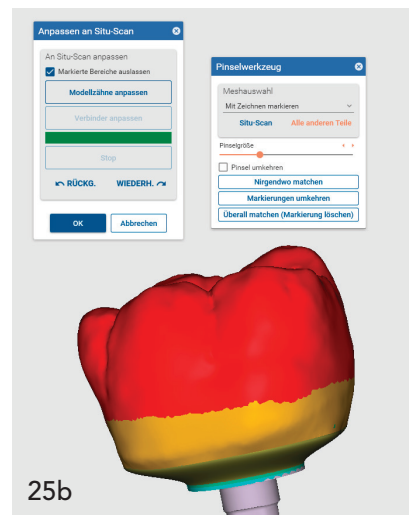 Anpassen an Situ-Scan
An Situ-Scan anpassen
Markierte Bereiche auslassen
Modellzähne anpassen
Verbinder anpassen
Stop
RÜCKG. WIEDERH.
OK Abbrechen
Pinselwerkzeug
Meshauswahl
Mit Zeichnen markieren
Situ-Scan Alle anderen Teile
Pinselgröße
Pinsel umkehren
Nirgendwo matchen
Markierungen umkehren
Überall matchen (Markierung löschen)
25b